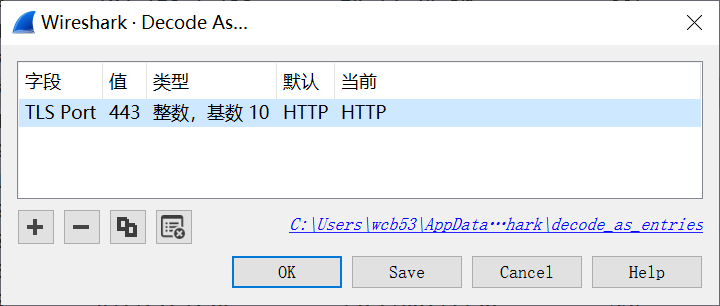 Wireshark · Decode As...
字段 值 类型 默认 当前
TLS Port 443 整数，基数 10 HTTP HTTP
C:\Users\wcb53\AppData…hark\decode_as_entries
OK Save Cancel Help